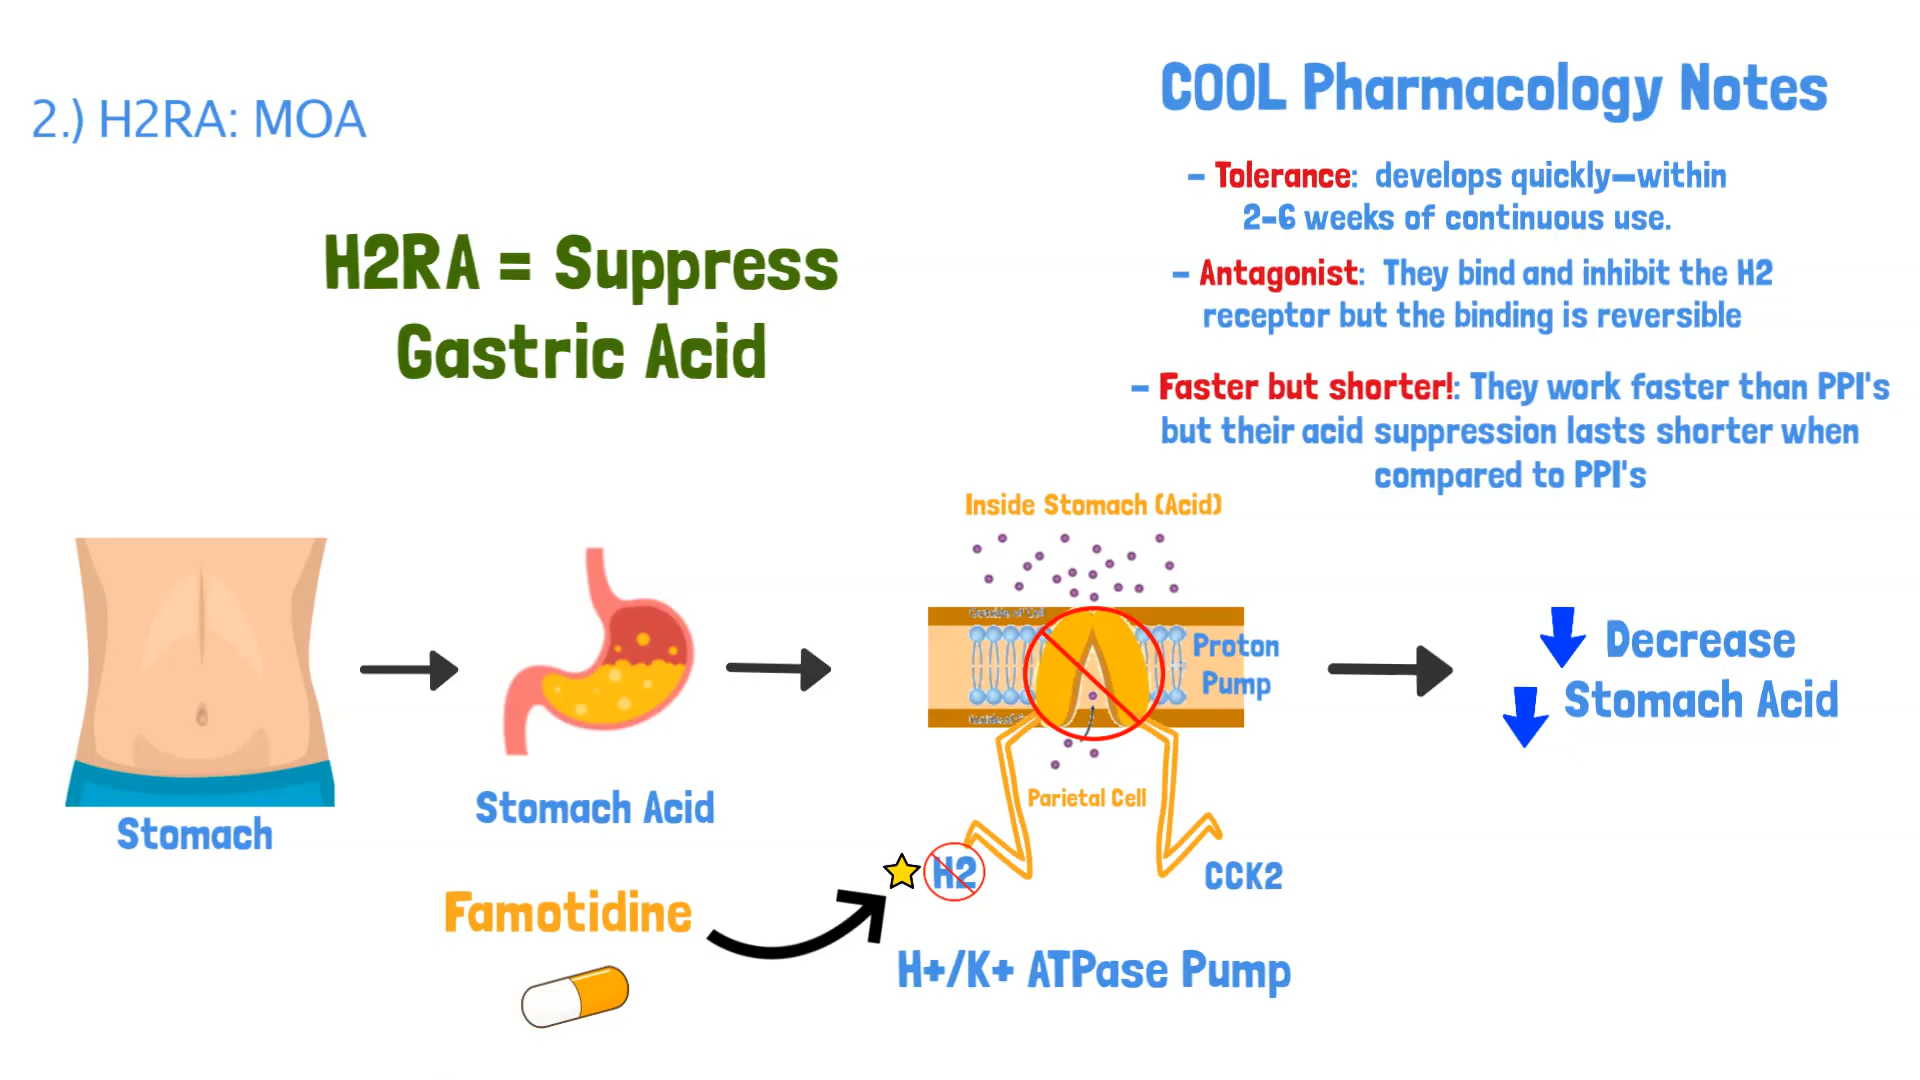 2.) H2RA: MOA
H2RA = Suppress
Gastric Acid
COOL Pharmacology Notes
– Tolerance: develops quickly—within
2-6 weeks of continuous use.
– Antagonist: They bind and inhibit the H2
receptor but the binding is reversible
– Faster but shorter!: They work faster than PPI's
but their acid suppression lasts shorter when
compared to PPI's
Inside Stomach (Acid)
Proton
Pump
Parietal Cell
Decrease
Stomach Acid
Stomach
Stomach Acid
Famotidine
H2
CCK2
H+/K+ ATPase Pump